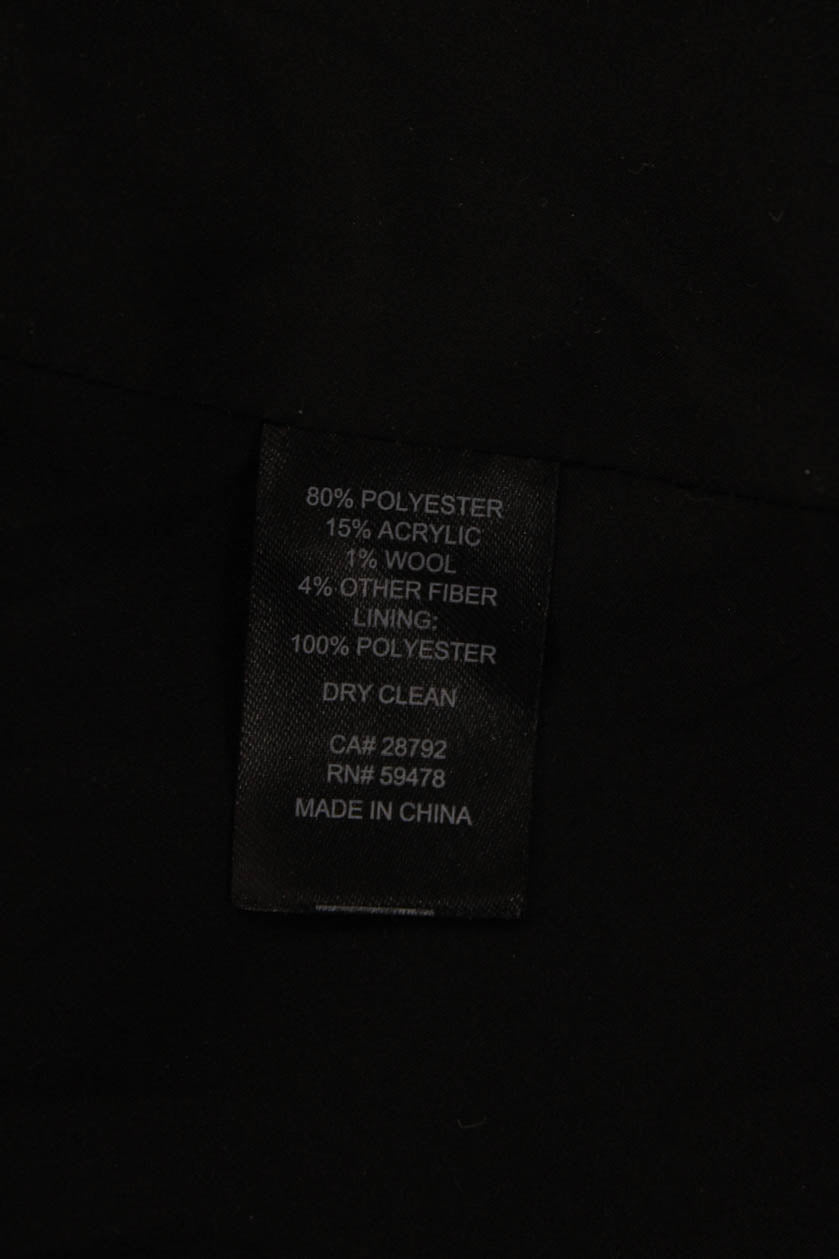 80% POLYESTER
15% ACRYLIC
1% WOOL
4% OTHER FIBER
LINING:
100% POLYESTER
DRY CLEAN
CA# 28792
RN# 59478
MADE IN CHINA